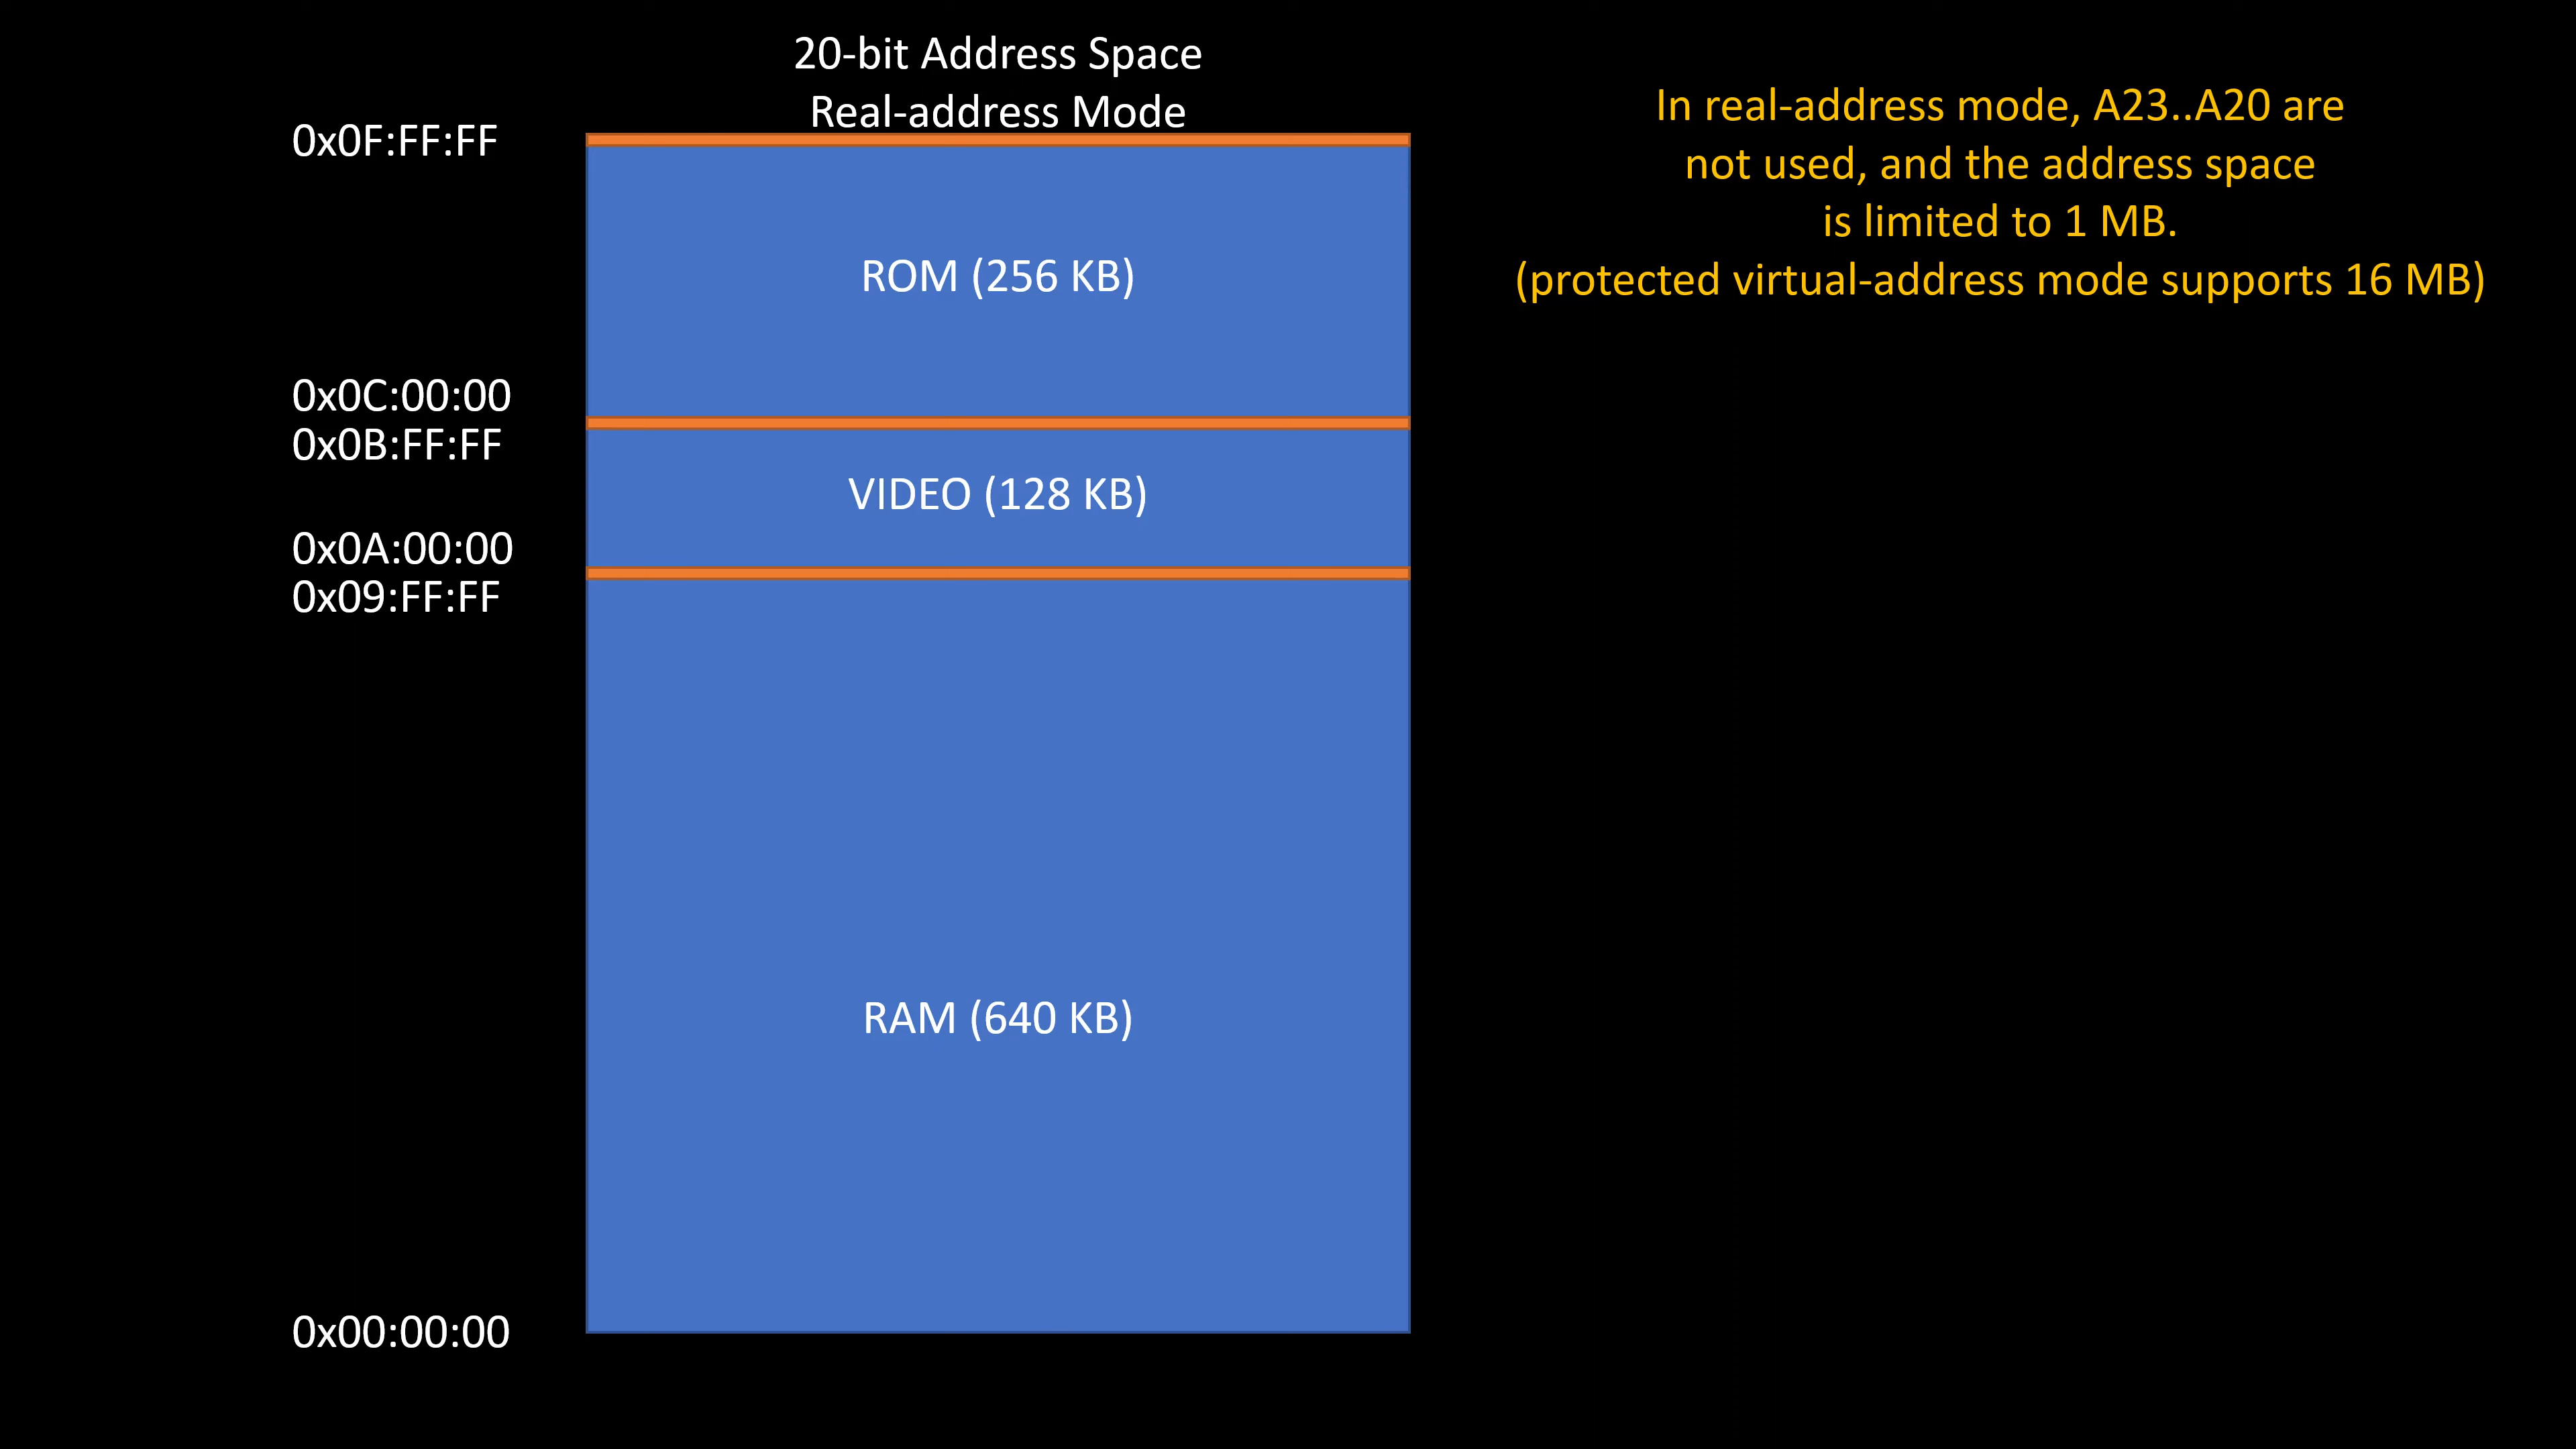 20-bit Address Space
Real-address Mode
In real-address mode, A23..A20 are
not used, and the address space
is limited to 1 MB.
(protected virtual-address mode supports 16 MB)
0x0F:FF:FF
ROM (256 KB)
0x0C:00:00
0x0B:FF:FF
VIDEO (128 KB)
0x0A:00:00
0x09:FF:FF
RAM (640 KB)
0x00:00:00